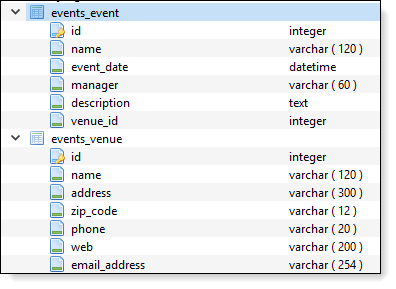 events_event
id integer
name varchar ( 120 )
event_date datetime
manager varchar ( 60 )
description text
venue_id integer
events_venue
id integer
name varchar ( 120 )
address varchar ( 300 )
zip_code varchar ( 12 )
phone varchar ( 20 )
web varchar ( 200 )
email_address varchar ( 254 )